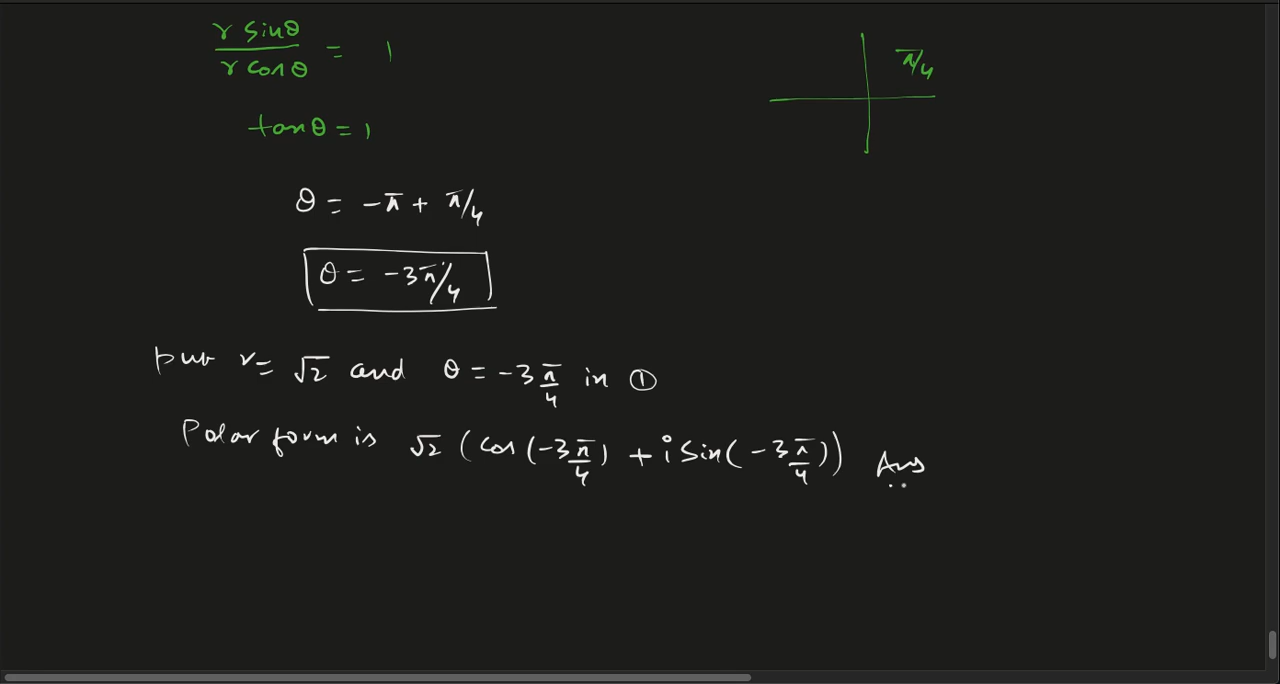 r sinθ / r cosθ = 1
π/4
tanθ = 1
θ = -π + π/4
θ = -3π/4
put r = √2 and θ = -3π/4 in ①
Polar form is √2 (cos(-3π/4) + i sin(-3π/4)) Ans